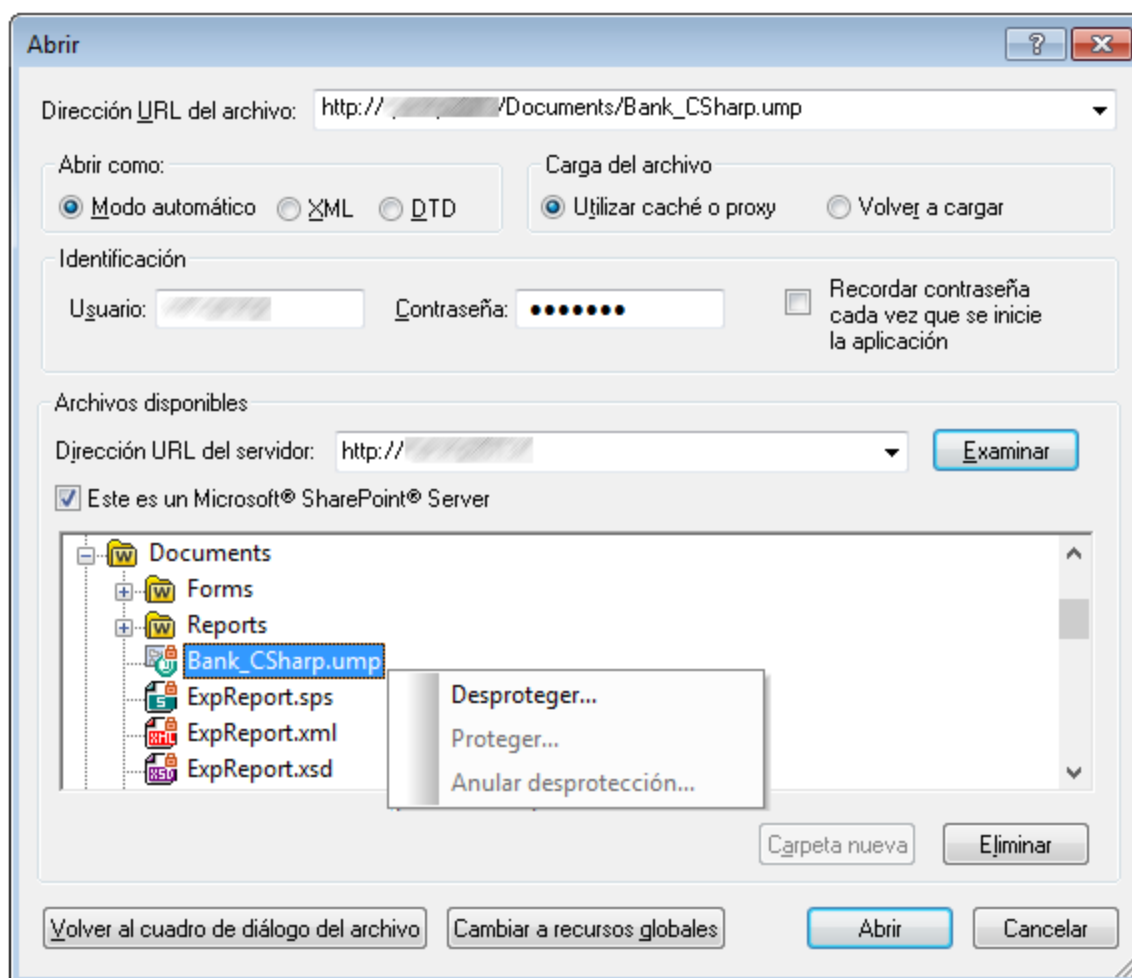 Abrir
Dirección URL del archivo: http:// /Documents/Bank_CSharp.ump
Abrir como:
Modo automático XML DTD
Carga del archivo
Utilizar caché o proxy Volver a cargar
Identificación
Usuario:
Contraseña: •••••••
Recordar contraseña
cada vez que se inicie
la aplicación
Archivos disponibles
Dirección URL del servidor: http:// Examinar
Este es un Microsoft® SharePoint® Server
Documents
Forms
Reports
Bank_CSharp.ump
ExpReport.sps
ExpReport.xml
ExpReport.xsd
Desproteger...
Proteger...
Anular desprotección...
Carpeta nueva Eliminar
Volver al cuadro de diálogo del archivo Cambiar a recursos globales Abrir Cancelar